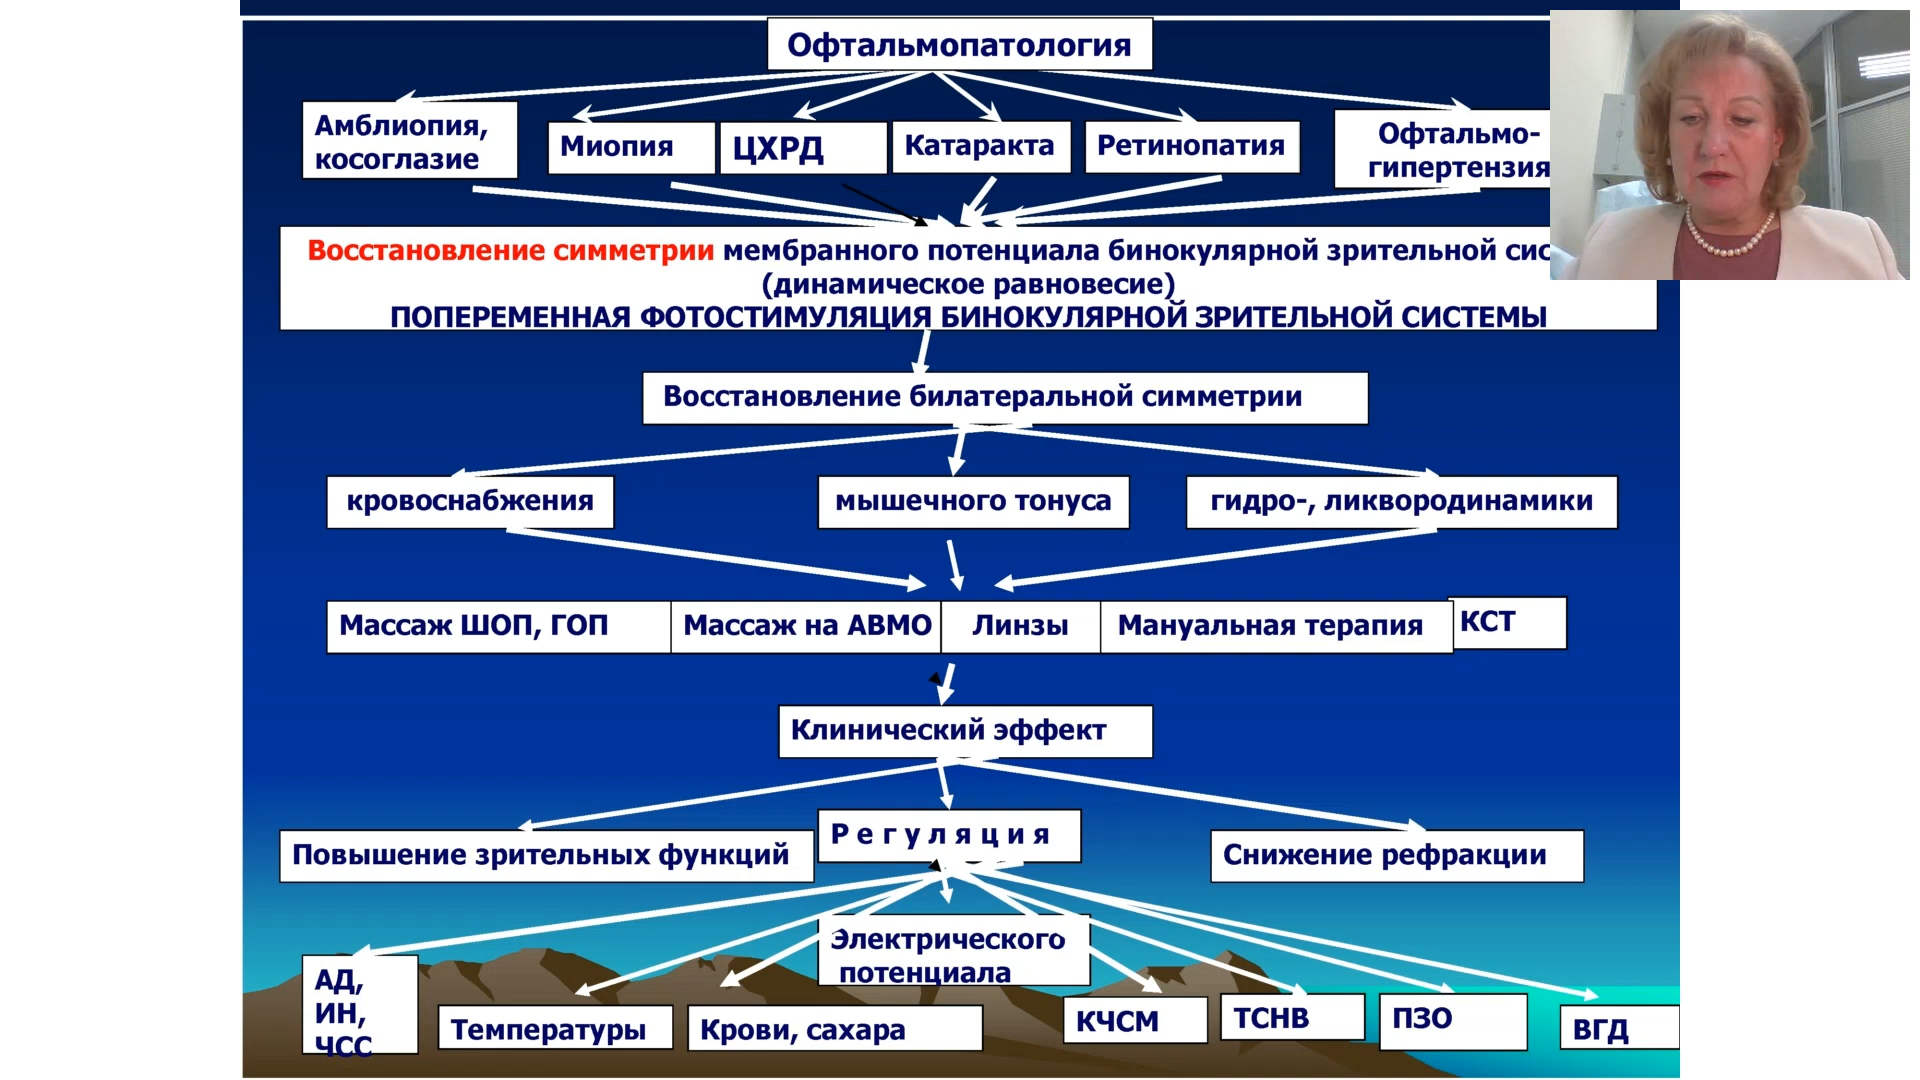 Офтальмопатология
Амблиопия,
косоглазие
Миопия
ЦХРД
Катаракта
Ретинопатия
Офтальмо-
гипертензия
Восстановление симметрии мембранного потенциала бинокулярной зрительной сис
(динамическое равновесие)
ПОПЕРЕМЕННАЯ ФОТОСТИМУЛЯЦИЯ БИНОКУЛЯРНОЙ ЗРИТЕЛЬНОЙ СИСТЕМЫ
Восстановление билатеральной симметрии
кровоснабжения
мышечного тонуса
гидро-, ликвородинамики
Массаж ШОП, ГОП
Массаж на АВМО
Линзы
Мануальная терапия
КСТ
Клинический эффект
Повышение зрительных функций
Р е г у л я ц и я
Снижение рефракции
Электрического
потенциала
АД,
ИН,
ЧСС
Температуры
Крови, сахара
КЧСМ
ТСНВ
ПЗО
ВГД